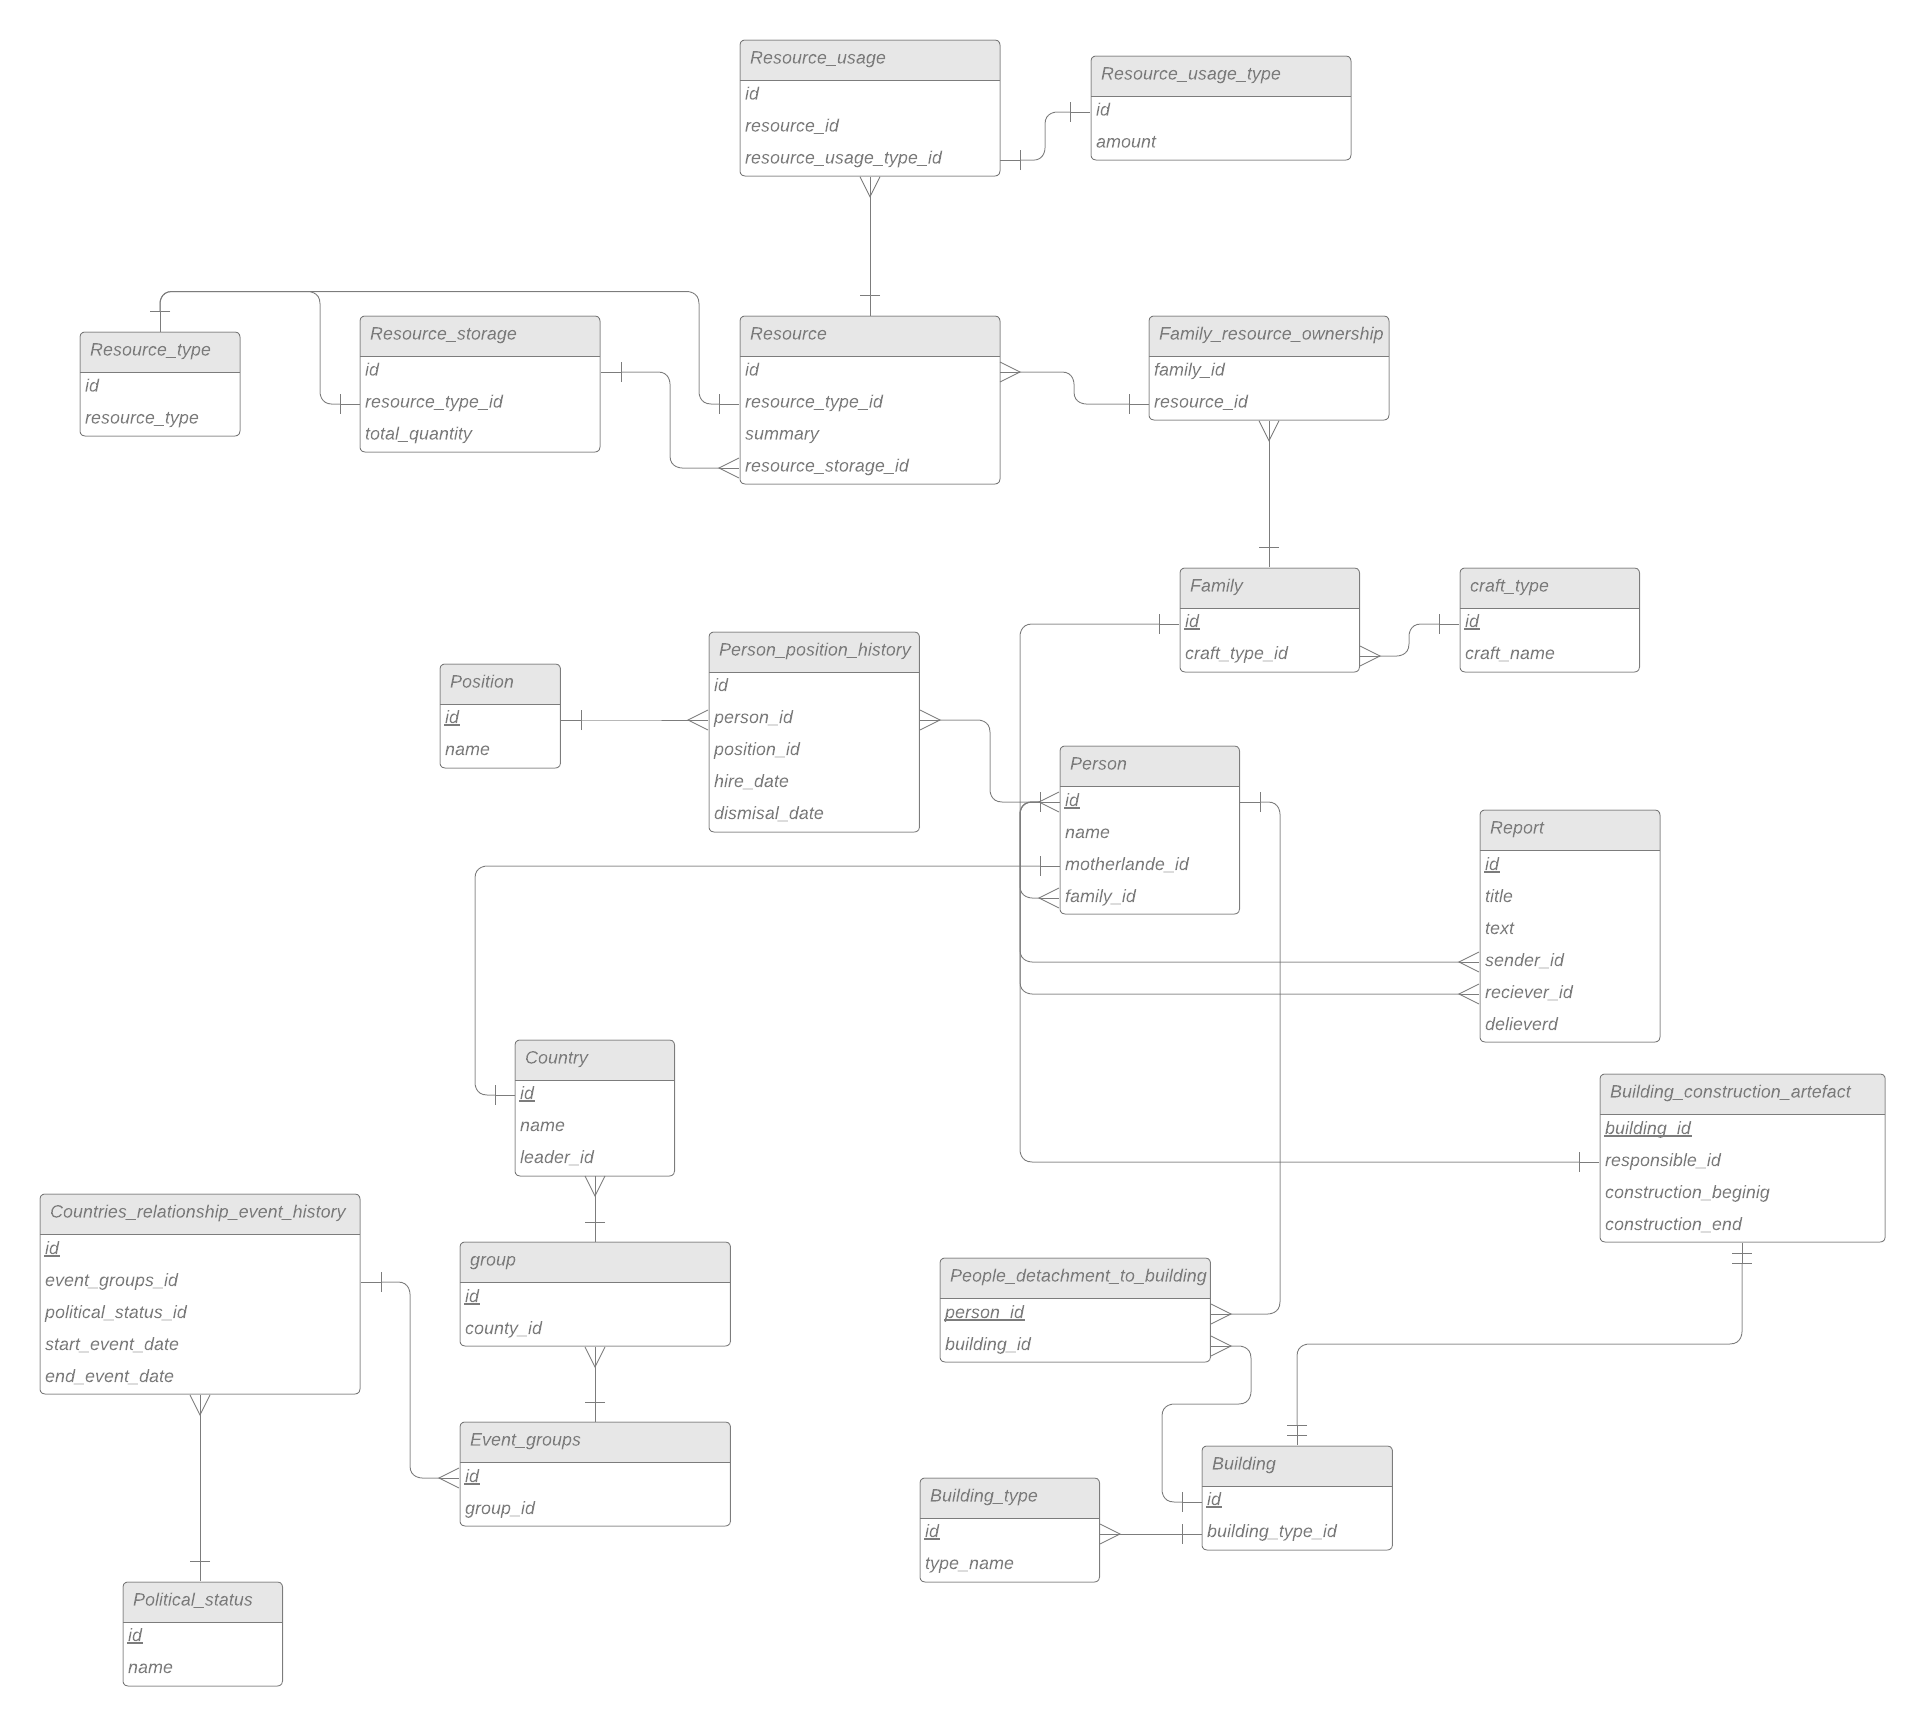 Resource_usage
id
resource_id
resource_usage_type_id
Resource_usage_type
id
amount
Resource_type
id
resource_type
Resource_storage
id
resource_type_id
total_quantity
Resource
id
resource_type_id
summary
resource_storage_id
Family_resource_ownership
family_id
resource_id
Family
id
craft_type_id
craft_type
id
craft_name
Position
id
name
Person_position_history
id
person_id
position_id
hire_date
dismisal_date
Person
id
name
motherlande_id
family_id
Report
id
title
text
sender_id
reciever_id
delieverd
Country
id
name
leader_id
Building_construction_artefact
building_id
responsible_id
construction_beginig
construction_end
Countries_relationship_event_history
id
event_groups_id
political_status_id
start_event_date
end_event_date
group
id
county_id
People_detachment_to_building
person_id
building_id
Event_groups
id
group_id
Building_type
id
type_name
Building
id
building_type_id
Political_status
id
name